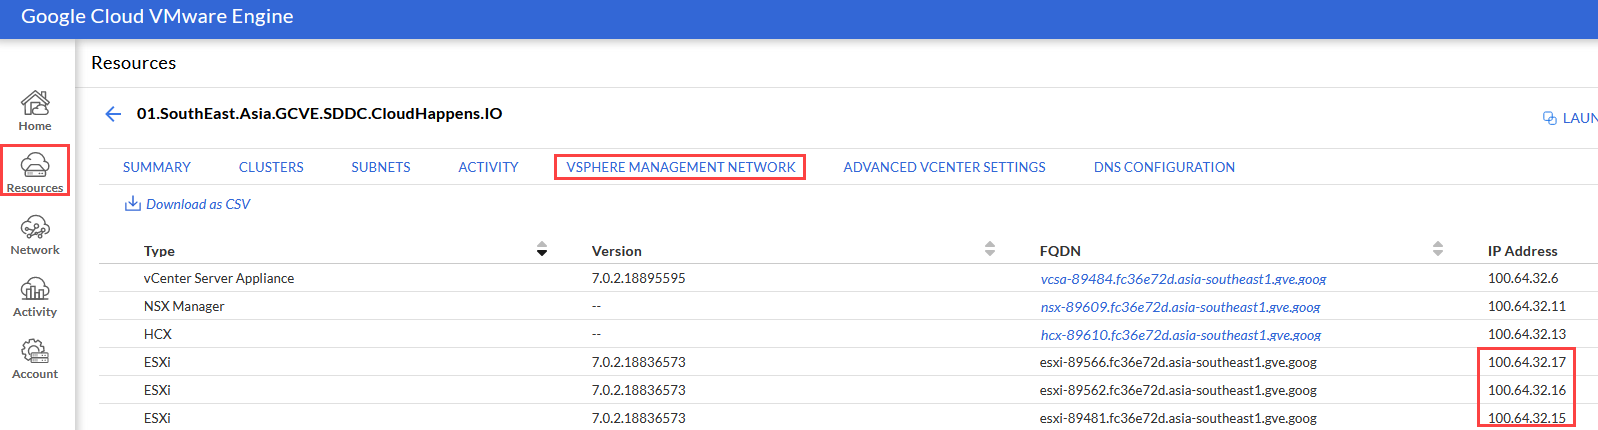 Google Cloud VMware Engine
Resources
Home
01.SouthEast.Asia.GCVE.SDDC.CloudHappens.IO
LAUN
Resources
SUMMARY CLUSTERS SUBNETS ACTIVITY VSPHERE MANAGEMENT NETWORK ADVANCED VCENTER SETTINGS DNS CONFIGURATION
Download as CSV
Network
Type Version FQDN IP Address
vCenter Server Appliance 7.0.2.18895595 vcsa-89484.fc36e72d.asia-southeast1.gve.goog 100.64.32.6
Activity
NSX Manager -- nsx-89609.fc36e72d.asia-southeast1.gve.goog 100.64.32.11
HCX -- hcx-89610.fc36e72d.asia-southeast1.gve.goog 100.64.32.13
Account
ESXi 7.0.2.18836573 esxi-89566.fc36e72d.asia-southeast1.gve.goog 100.64.32.17
ESXi 7.0.2.18836573 esxi-89562.fc36e72d.asia-southeast1.gve.goog 100.64.32.16
ESXi 7.0.2.18836573 esxi-89481.fc36e72d.asia-southeast1.gve.goog 100.64.32.15